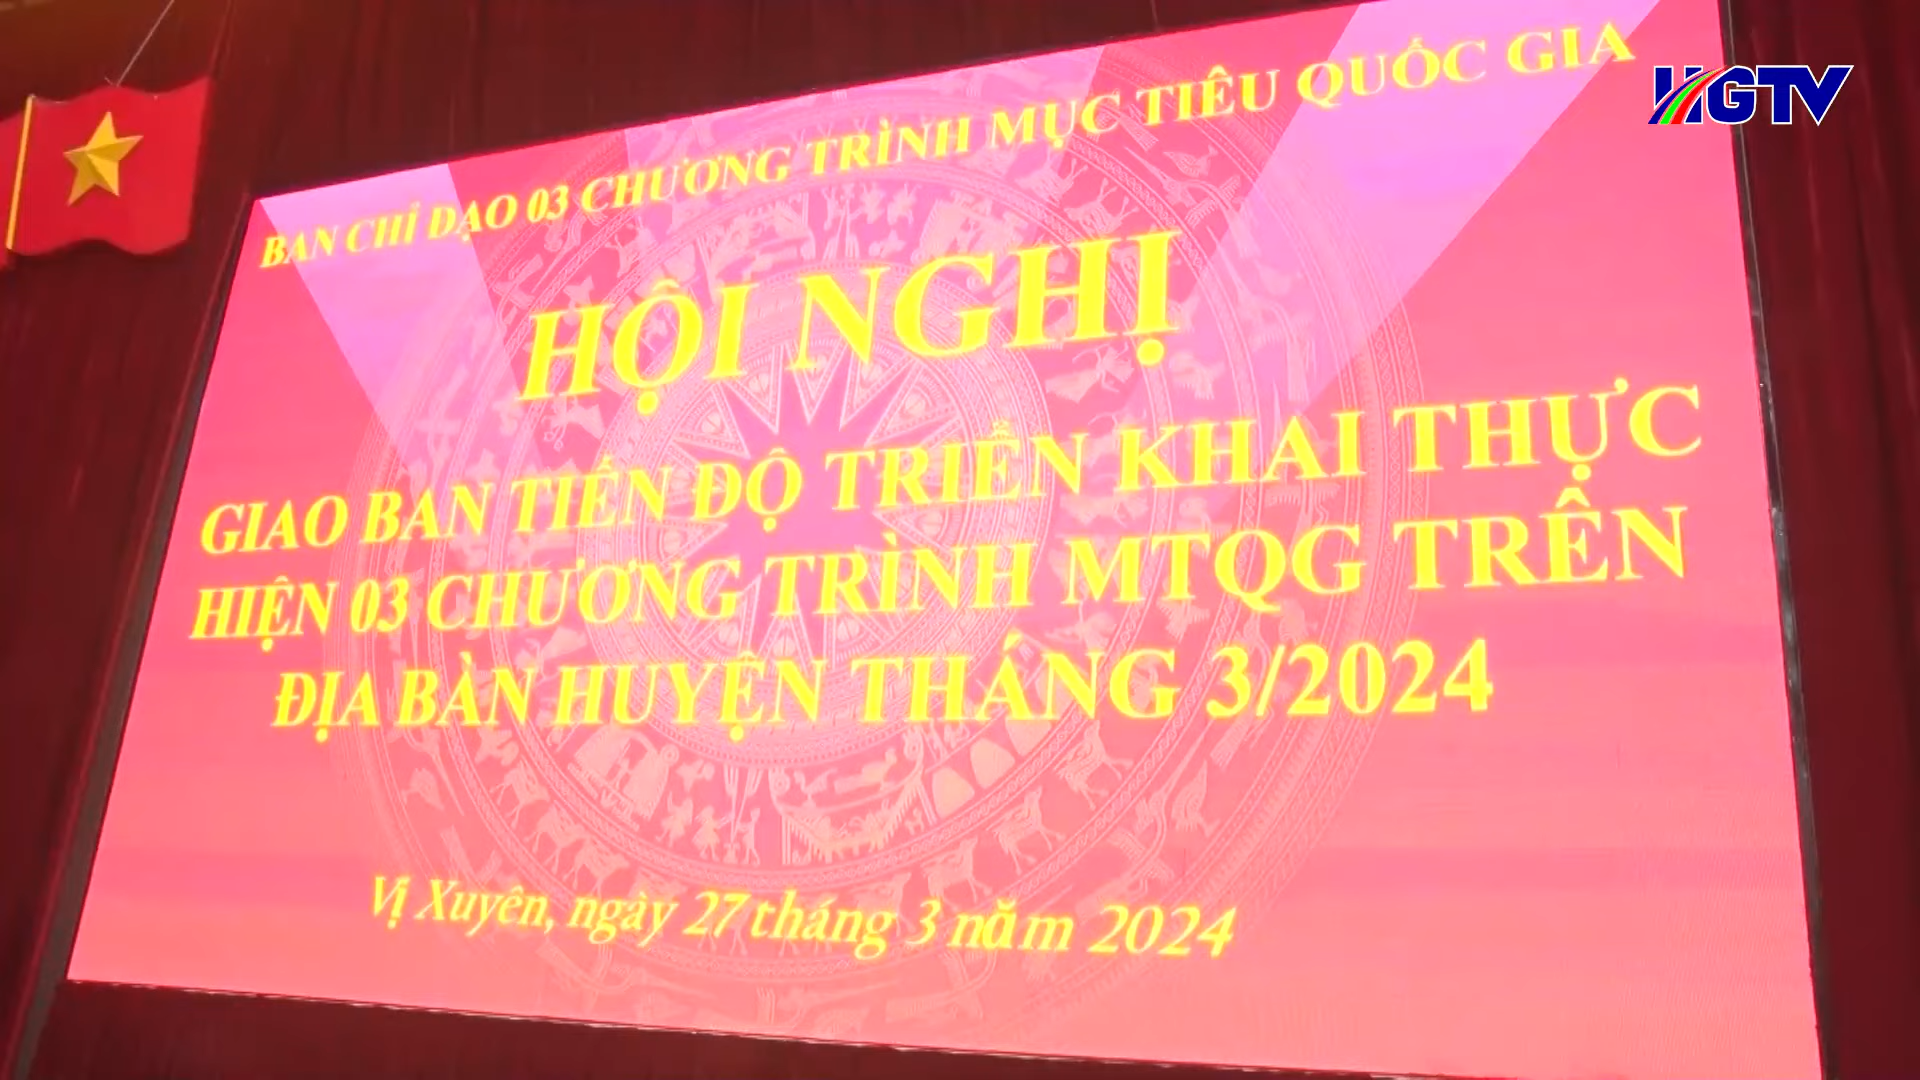 BAN CHỈ ĐẠO 03 CHƯƠNG TRÌNH MỤC TIÊU QUỐC GIA
HGTV
HỘI NGHỊ
GIAO BAN TIẾN ĐỘ TRIỂN KHAI THỰC
HIỆN 03 CHƯƠNG TRÌNH MTQG TRÊN
ĐỊA BÀN HUYỆN THÁNG 3/2024
Vị Xuyên, ngày 27 tháng 3 năm 2024